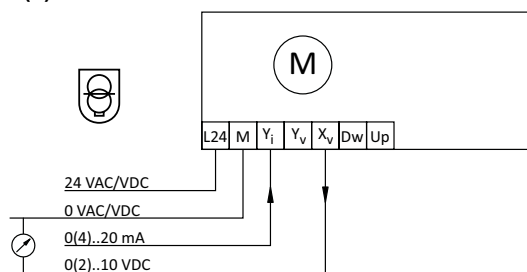 M
L24 M Yi Yv Xv Dw Up
24 VAC/VDC
0 VAC/VDC
0(4)..20 mA
0(2)..10 VDC